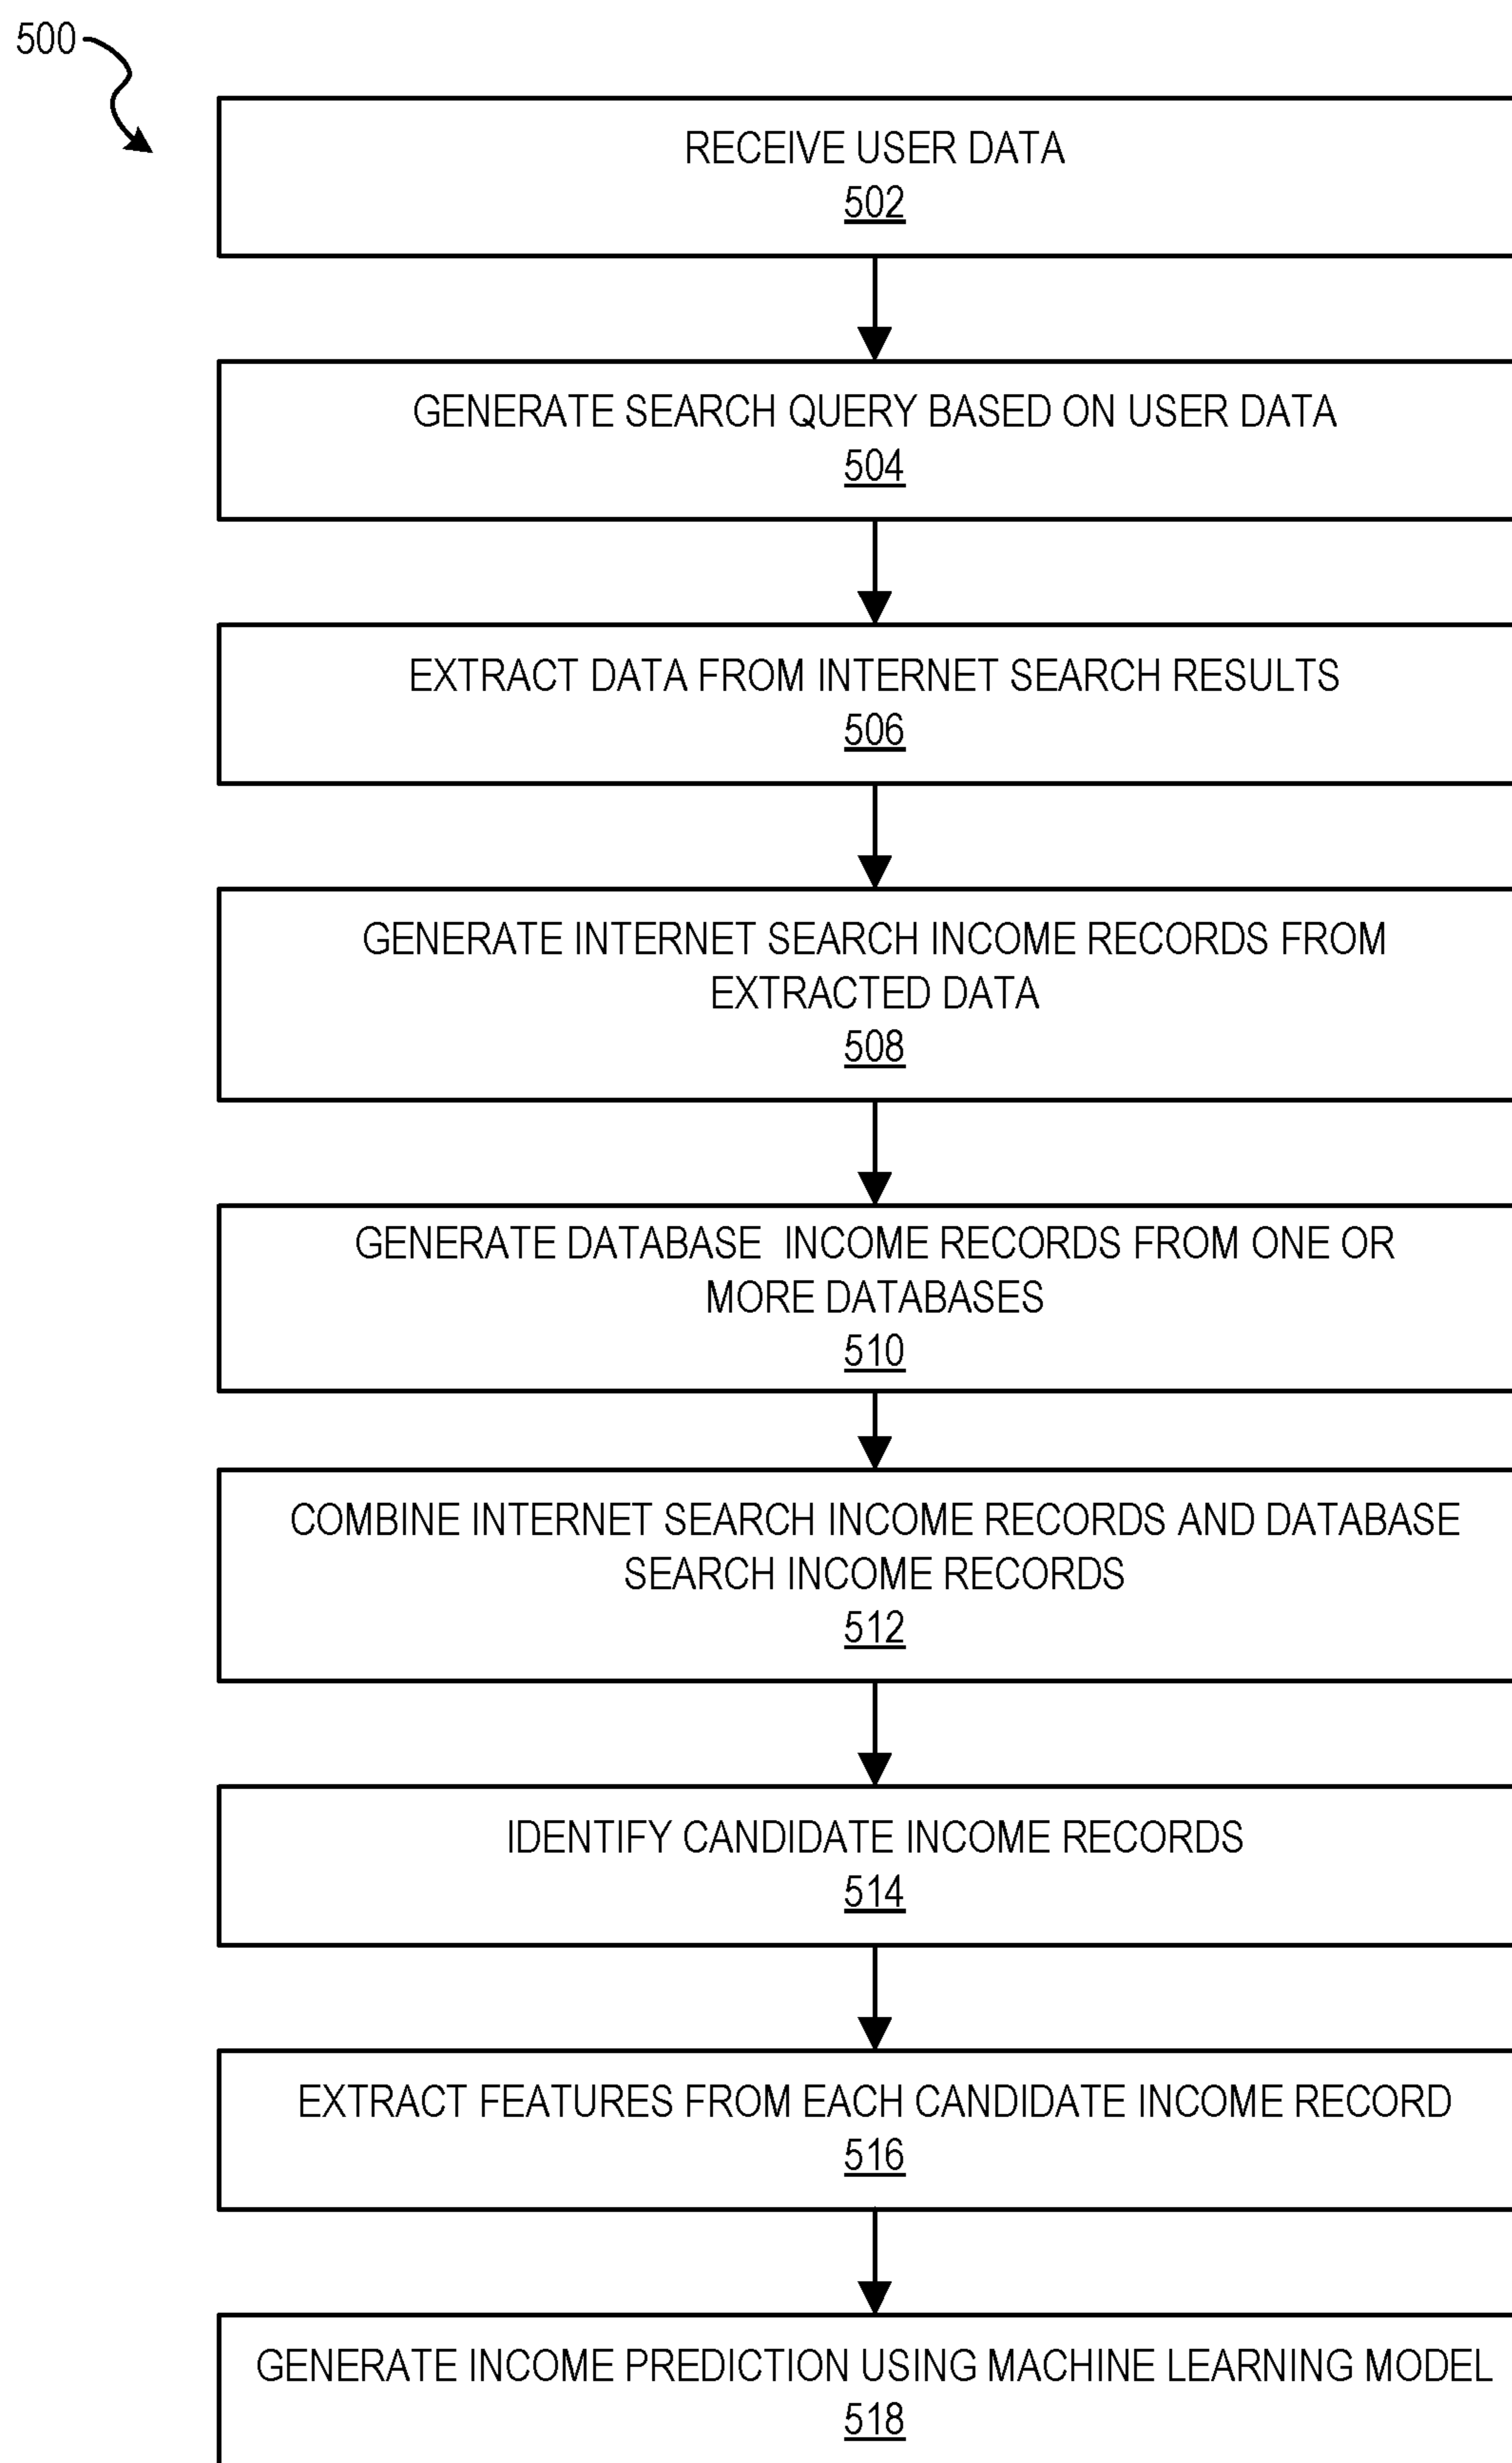 500
RECEIVE USER DATA
502
GENERATE SEARCH QUERY BASED ON USER DATA
504
EXTRACT DATA FROM INTERNET SEARCH RESULTS
506
GENERATE INTERNET SEARCH INCOME RECORDS FROM
EXTRACTED DATA
508
GENERATE DATABASE  INCOME RECORDS FROM ONE OR
MORE DATABASES
510
COMBINE INTERNET SEARCH INCOME RECORDS AND DATABASE
SEARCH INCOME RECORDS
512
IDENTIFY CANDIDATE INCOME RECORDS
514
EXTRACT FEATURES FROM EACH CANDIDATE INCOME RECORD
516
GENERATE INCOME PREDICTION USING MACHINE LEARNING MODEL
518